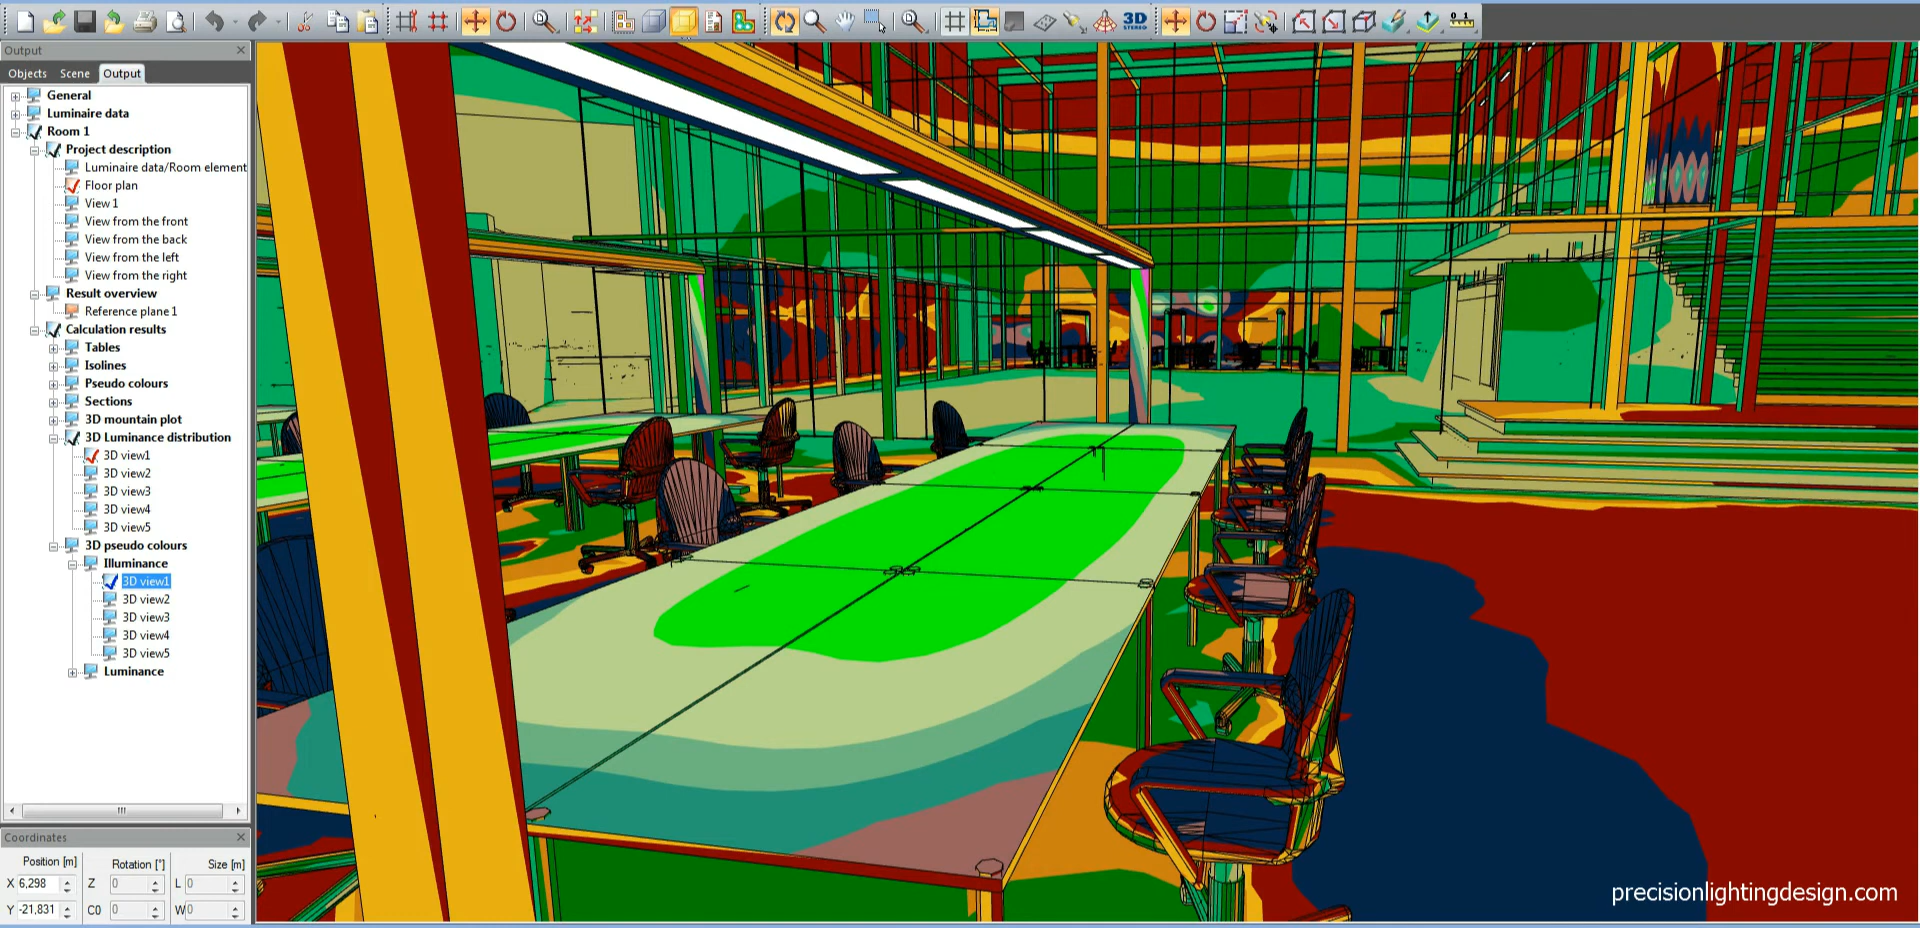 3D
STEREO
0 1
Output
Objects Scene Output
General
Luminaire data
Room 1
Project description
Luminaire data/Room element
Floor plan
View 1
View from the front
View from the back
View from the left
View from the right
Result overview
Reference plane 1
Calculation results
Tables
Isolines
Pseudo colours
Sections
3D mountain plot
3D Luminance distribution
3D view1
3D view2
3D view3
3D view4
3D view5
3D pseudo colours
Illuminance
3D view1
3D view2
3D view3
3D view4
3D view5
Luminance
Coordinates
Position [m] Rotation [°] Size [m]
X 6,298 Z 0 L 0
Y -21,831 C0 0 W 0
precisionlightingdesign.com